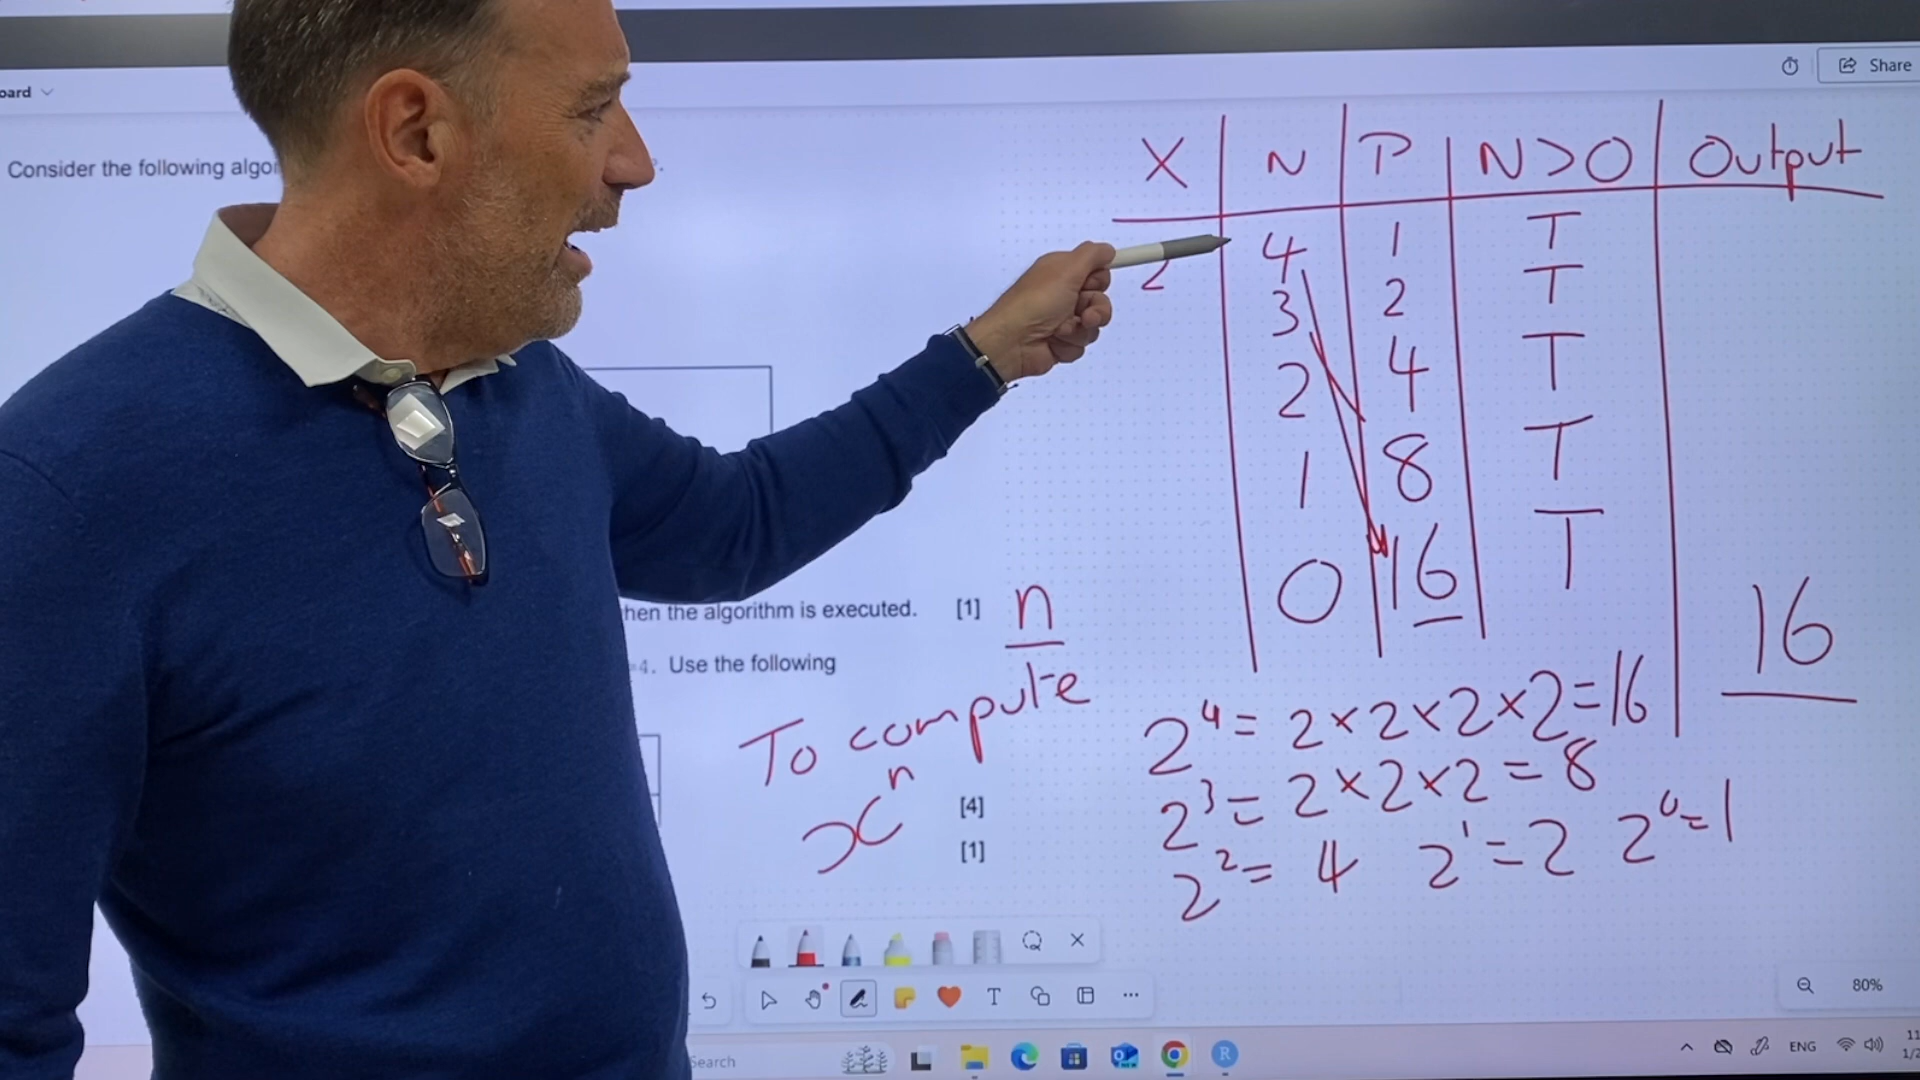 Share
Consider the following algor
X N P N>0 Output
2 4 1 T
3 2 T
2 4 T
1 8 T
0 16 T
16
hen the algorithm is executed. [1]
=4. Use the following
n
To compute
x^n
[4]
[1]
2^4 = 2×2×2×2=16
2^3 = 2×2×2 = 8
2^2 = 4 2^1 = 2 2^0=1
T
80%
Search
ENG